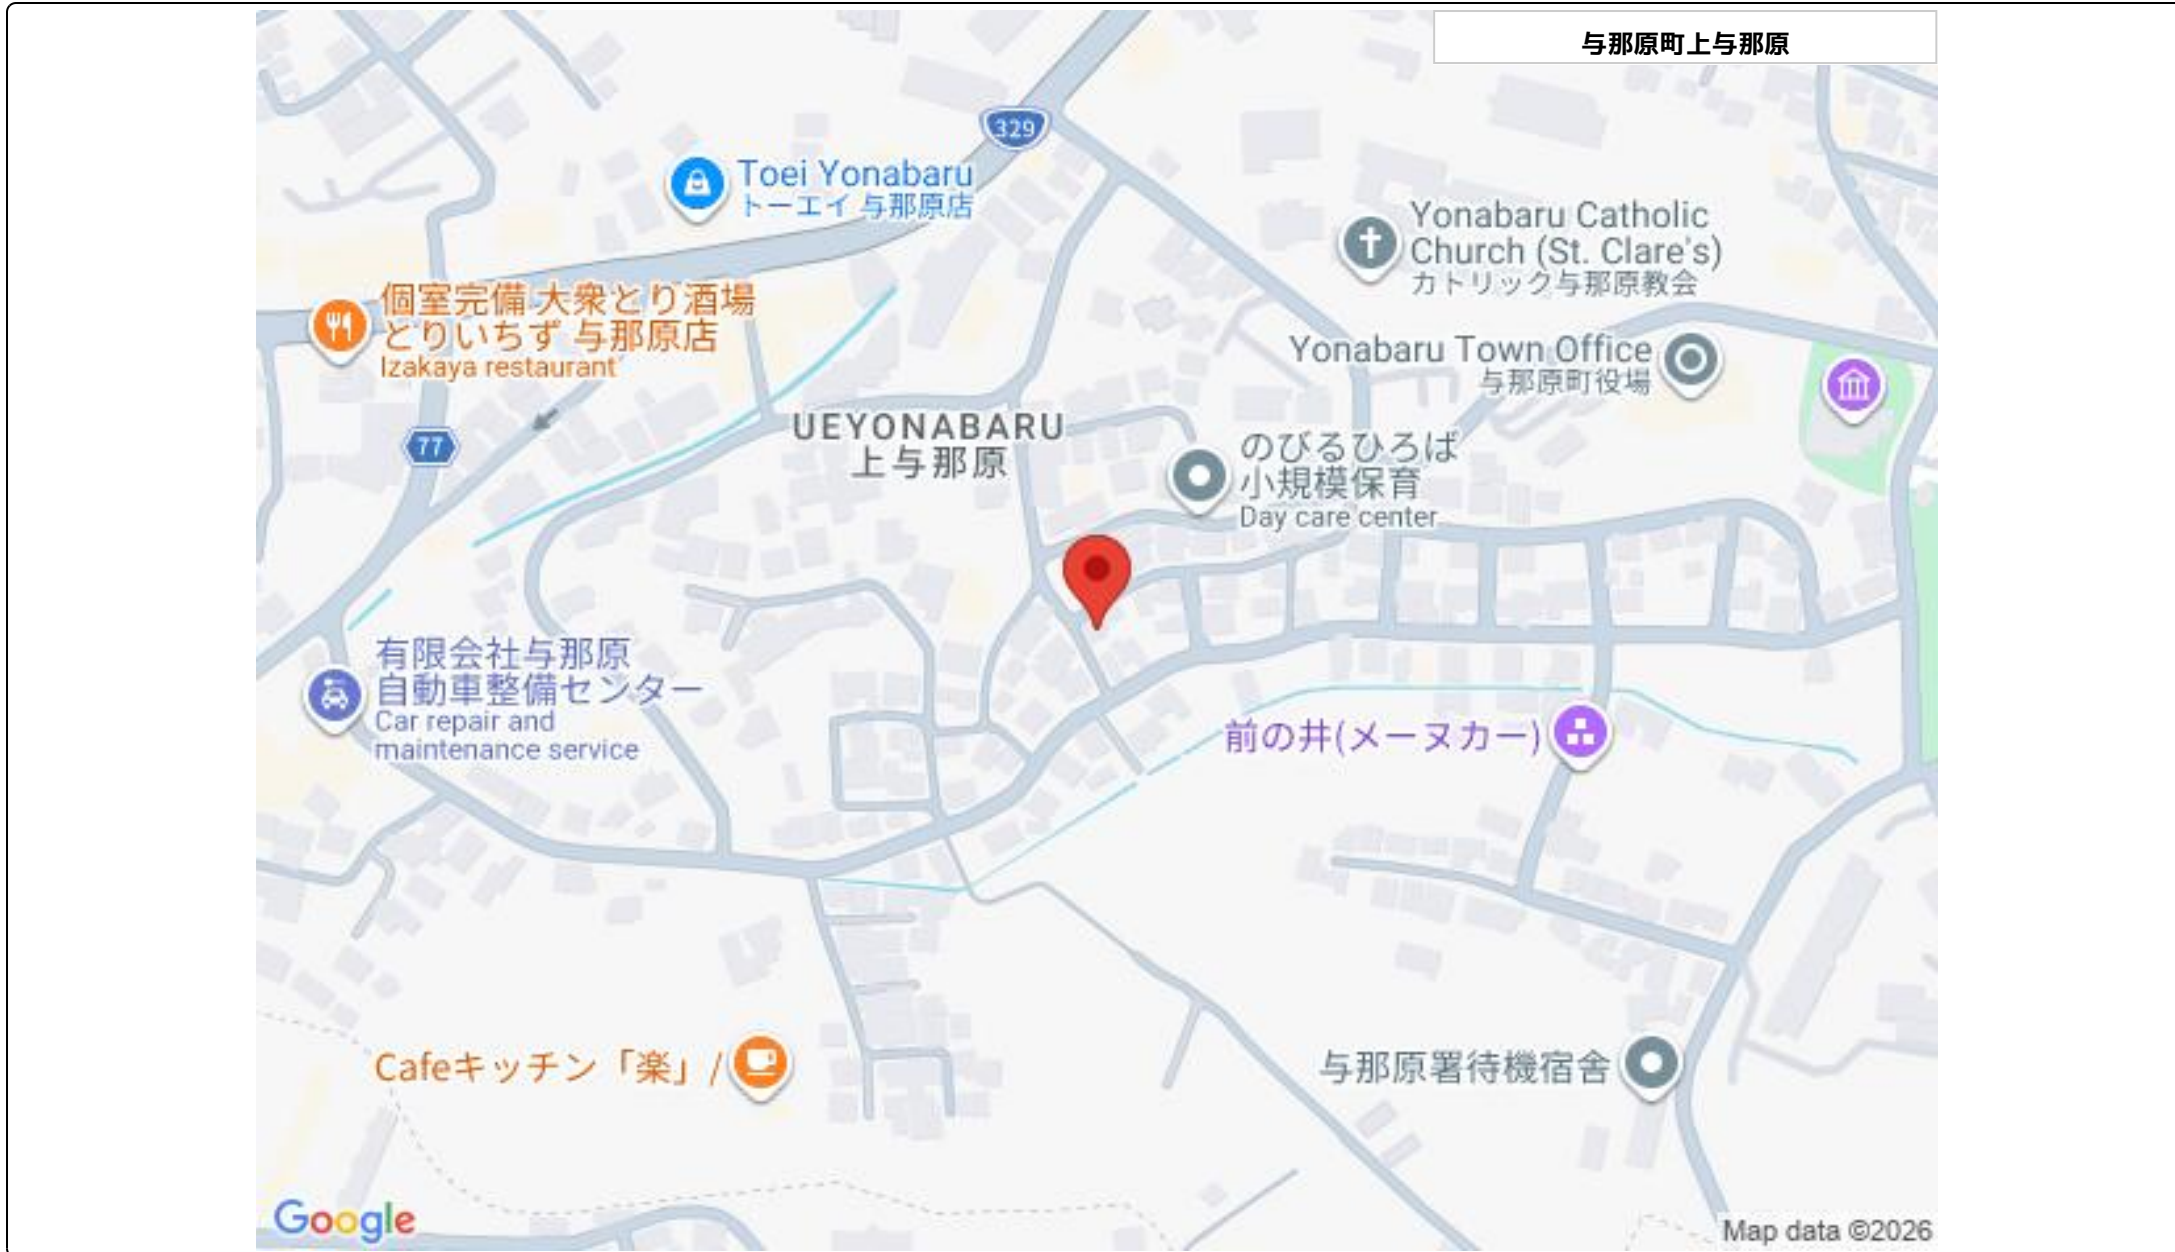 与那原町上与那原
329
Toei Yonabaru
トーエイ 与那原店
Yonabaru Catholic
Church (St. Clare's)
カトリック与那原教会
個室完備 大衆とり酒場
とりいちず 与那原店
Izakaya restaurant
Yonabaru Town Office
与那原町役場
77
UEYONABARU
上与那原
のびるひろば
小規模保育
Day care center
有限会社与那原
自動車整備センター
Car repair and
maintenance service
前の井(メーヌカー)
Cafeキッチン「楽」/
与那原署待機宿舎
Google
Map data ©2026